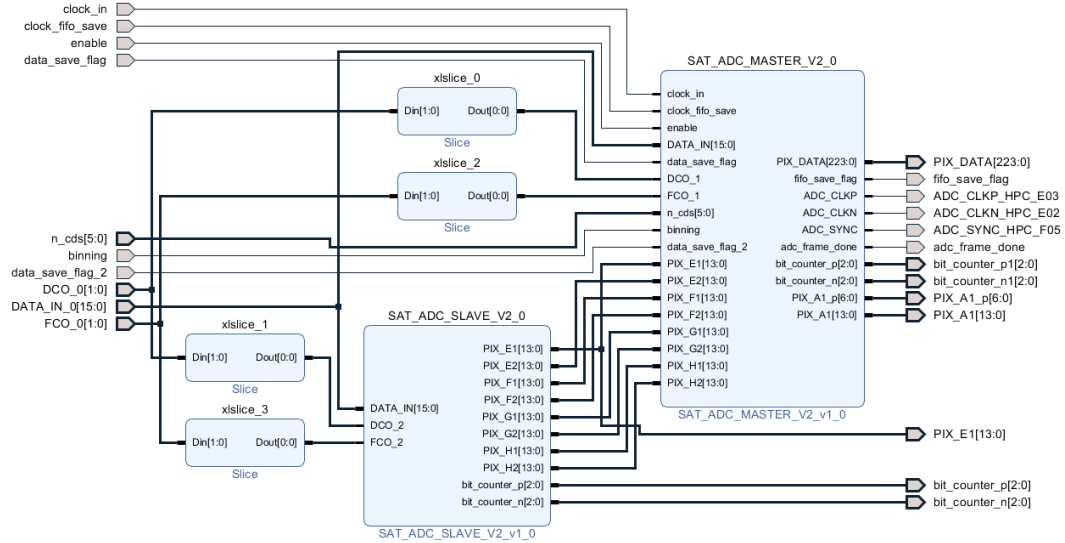 clock_in
clock_fifo_save
enable
data_save_flag
n_cds[5:0]
binning
data_save_flag_2
DCO_0[1:0]
DATA_IN_0[15:0]
FCO_0[1:0]
xlslice_0
Din[1:0] Dout[0:0]
Slice
xlslice_2
Din[1:0] Dout[0:0]
Slice
xlslice_1
Din[1:0] Dout[0:0]
Slice
xlslice_3
Din[1:0] Dout[0:0]
Slice
SAT_ADC_SLAVE_V2_0
DATA_IN[15:0]
DCO_2
FCO_2
PIX_E1[13:0]
PIX_E2[13:0]
PIX_F1[13:0]
PIX_F2[13:0]
PIX_G1[13:0]
PIX_G2[13:0]
PIX_H1[13:0]
PIX_H2[13:0]
bit_counter_p[2:0]
bit_counter_n[2:0]
SAT_ADC_SLAVE_V2_v1_0
SAT_ADC_MASTER_V2_0
clock_in
clock_fifo_save
enable
DATA_IN[15:0]
data_save_flag
DCO_1
FCO_1
n_cds[5:0]
binning
data_save_flag_2
PIX_E1[13:0]
PIX_E2[13:0]
PIX_F1[13:0]
PIX_F2[13:0]
PIX_G1[13:0]
PIX_G2[13:0]
PIX_H1[13:0]
PIX_H2[13:0]
PIX_DATA[223:0]
fifo_save_flag
ADC_CLKP
ADC_CLKN
ADC_SYNC
adc_frame_done
bit_counter_p[2:0]
bit_counter_n[2:0]
PIX_A1_p[6:0]
PIX_A1[13:0]
SAT_ADC_MASTER_V2_v1_0
PIX_DATA[223:0]
fifo_save_flag
ADC_CLKP_HPC_E03
ADC_CLKN_HPC_E02
ADC_SYNC_HPC_F05
adc_frame_done
bit_counter_p1[2:0]
bit_counter_n1[2:0]
PIX_A1_p[6:0]
PIX_A1[13:0]
PIX_E1[13:0]
bit_counter_p[2:0]
bit_counter_n[2:0]